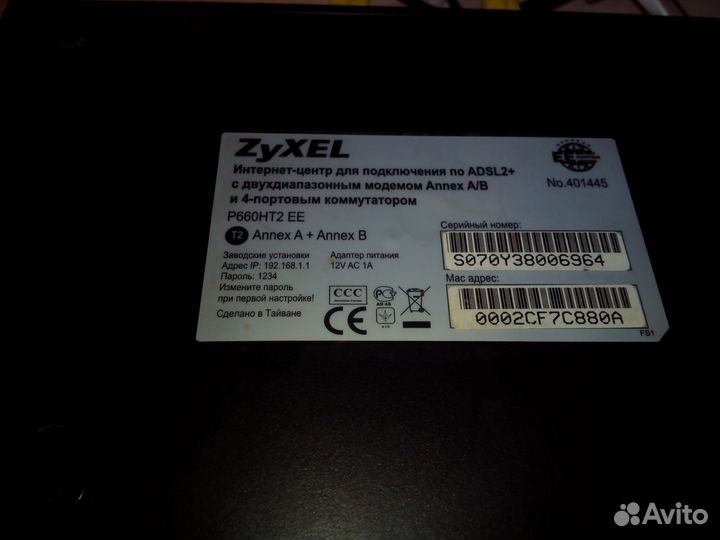 ZyXEL
Интернет-центр для подключения по ADSL2+
с двухдиапазонным модемом Annex A/B
и 4-портовым коммутатором
No.401445
P660HT2 EE
T2 Annex A + Annex B
Заводские установки
Адрес IP: 192.168.1.1
Пароль: 1234
Измените пароль
при первой настройке!
Сделано в Тайване
Адаптер питания
12V AC 1A
CCC
CE
Серийный номер:
S070Y38006964
Mac адрес:
0002CF7C880A
FS1
Avito